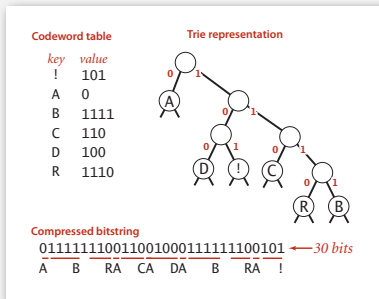 Codeword table
key value
! 101
A 0
B 1111
C 110
D 100
R 1110
Trie representation
0 1
A
0 1
0 1 0 1
D ! C
0 1
R B
Compressed bitstring
011111110011001000111111100101 30 bits
A B RA CA DA B RA !